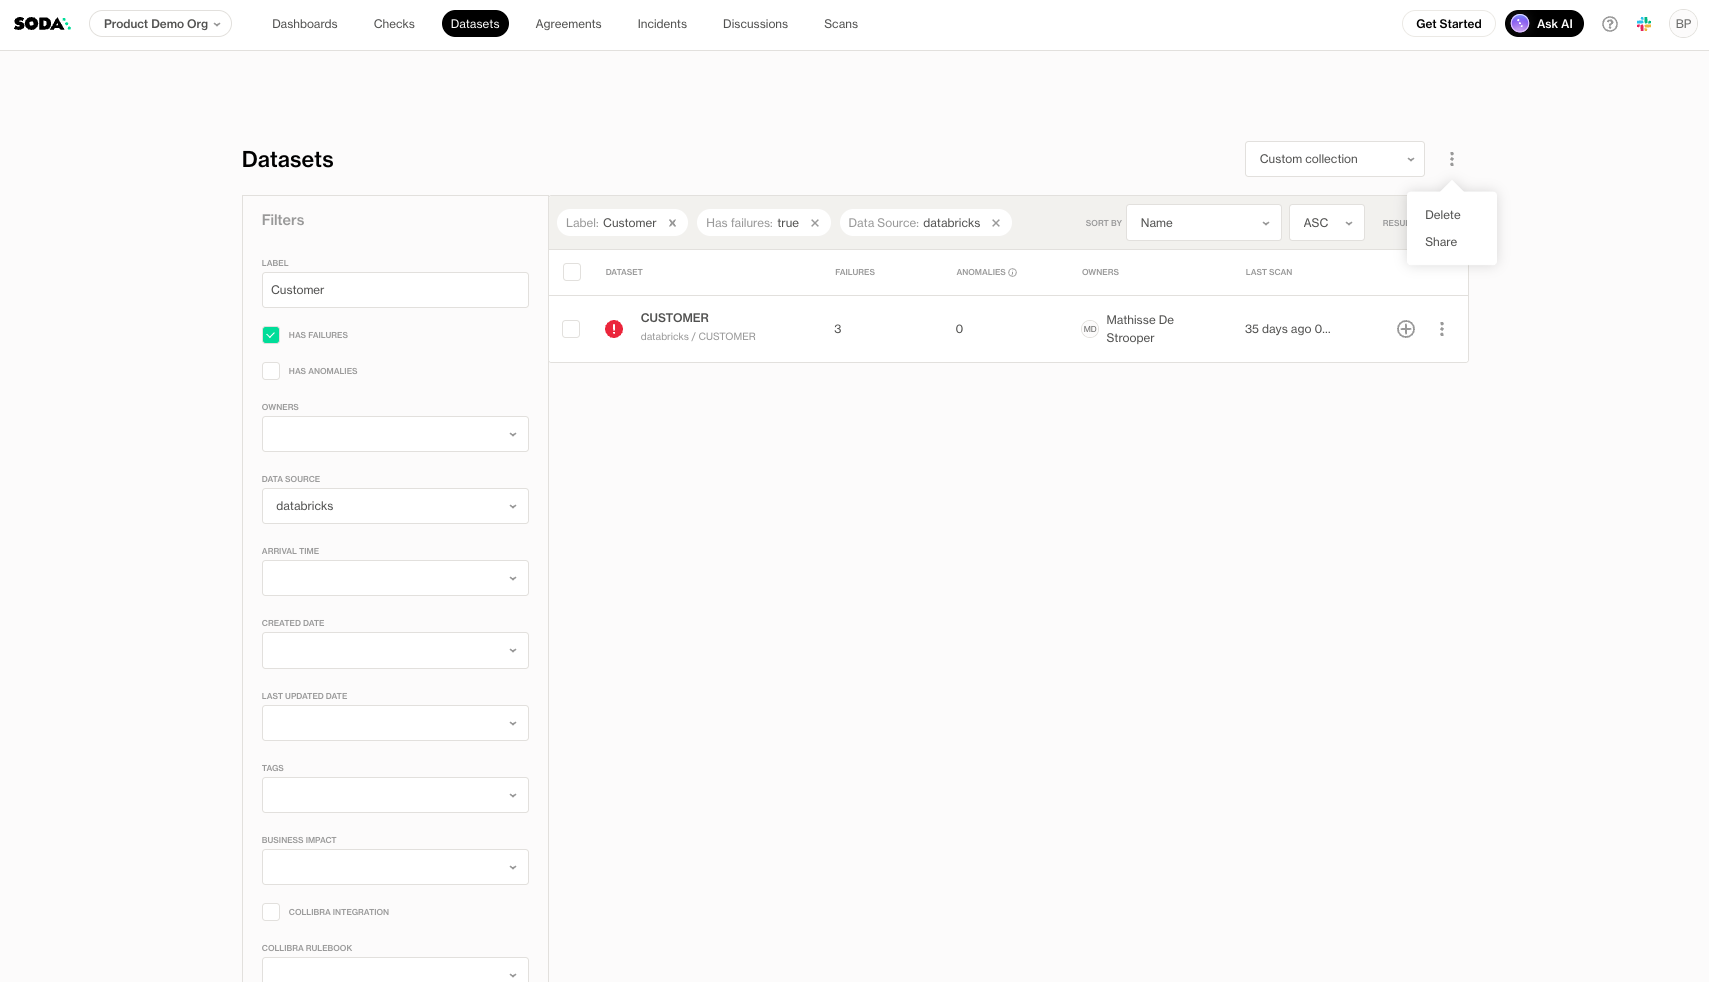 SODA
Product Demo Org
Dashboards
Checks
Datasets
Agreements
Incidents
Discussions
Scans
Get Started
Ask AI
BP
Datasets
Custom collection
Delete
Share
Filters
Label: Customer
Has failures: true
Data Source: databricks
SORT BY
Name
ASC
LABEL
Customer
HAS FAILURES
HAS ANOMALIES
OWNERS
DATA SOURCE
databricks
ARRIVAL TIME
CREATED DATE
LAST UPDATED DATE
TAGS
BUSINESS IMPACT
COLLIBRA INTEGRATION
COLLIBRA RULEBOOK
DATASET
FAILURES
ANOMALIES
OWNERS
LAST SCAN
CUSTOMER
databricks / CUSTOMER
3
0
MD
Mathisse De
Strooper
35 days ago 0...